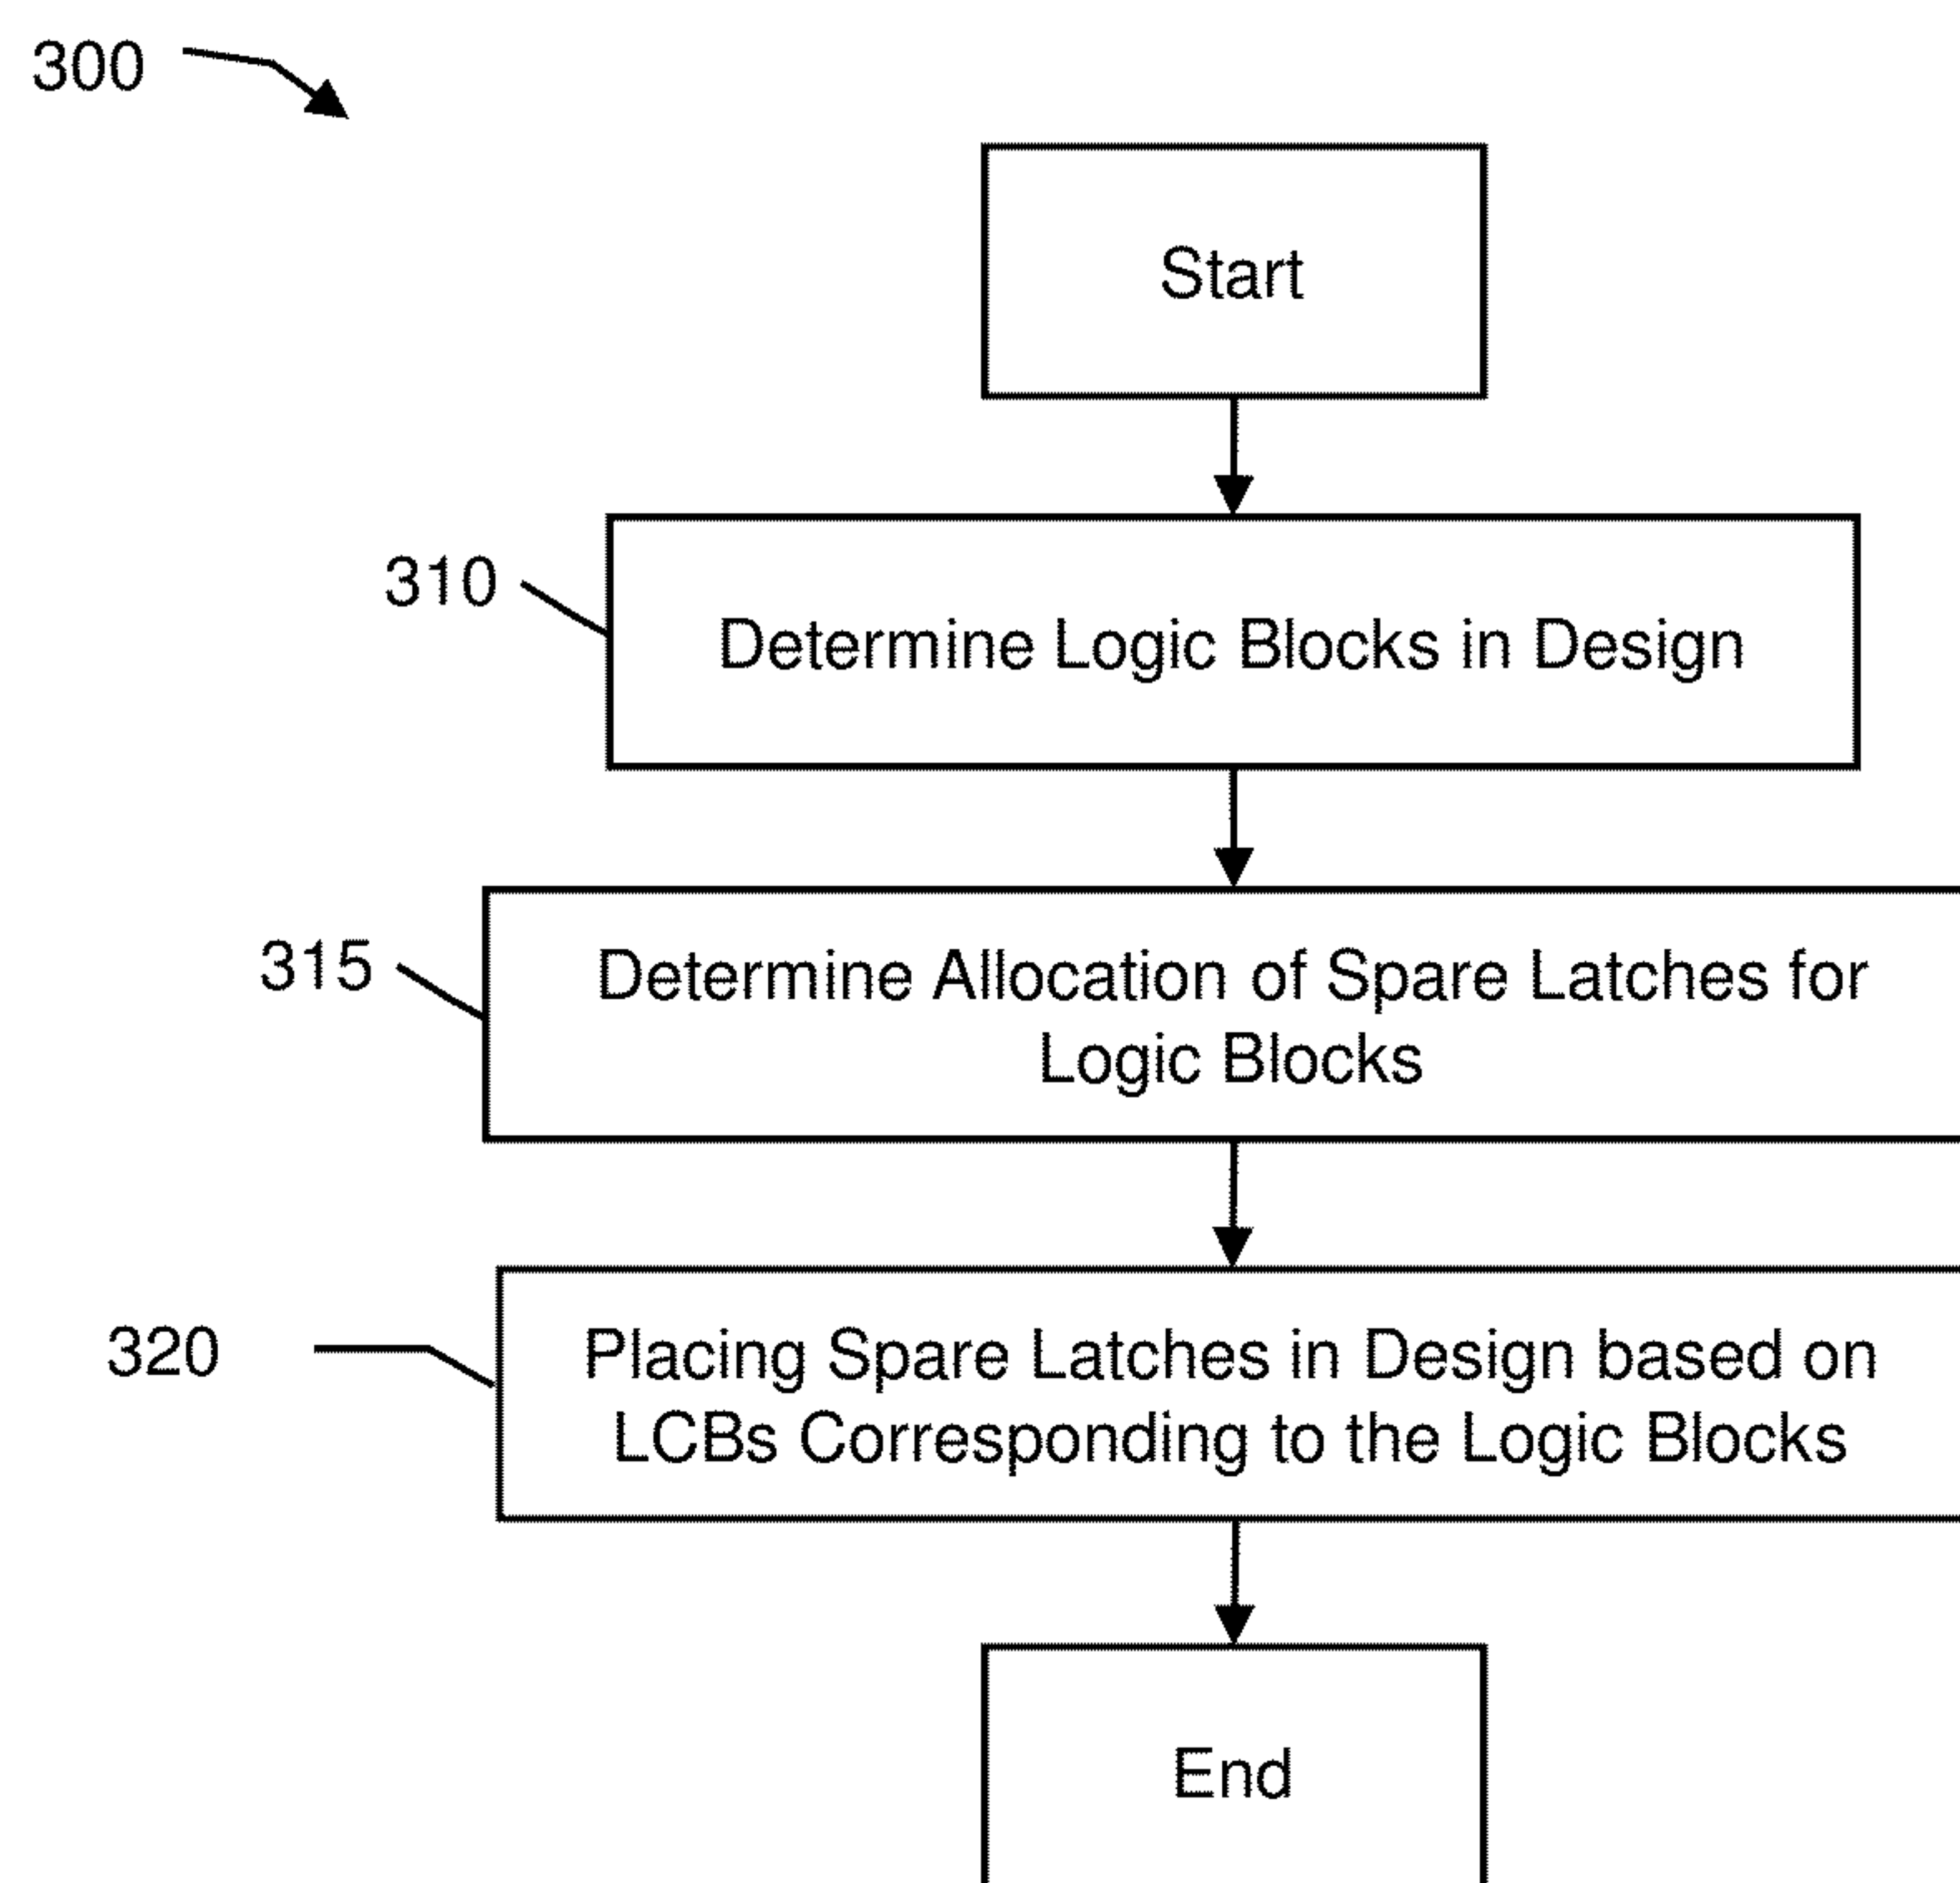 300
Start
310
Determine Logic Blocks in Design
315
Determine Allocation of Spare Latches for
Logic Blocks
320
Placing Spare Latches in Design based on
LCBs Corresponding to the Logic Blocks
End